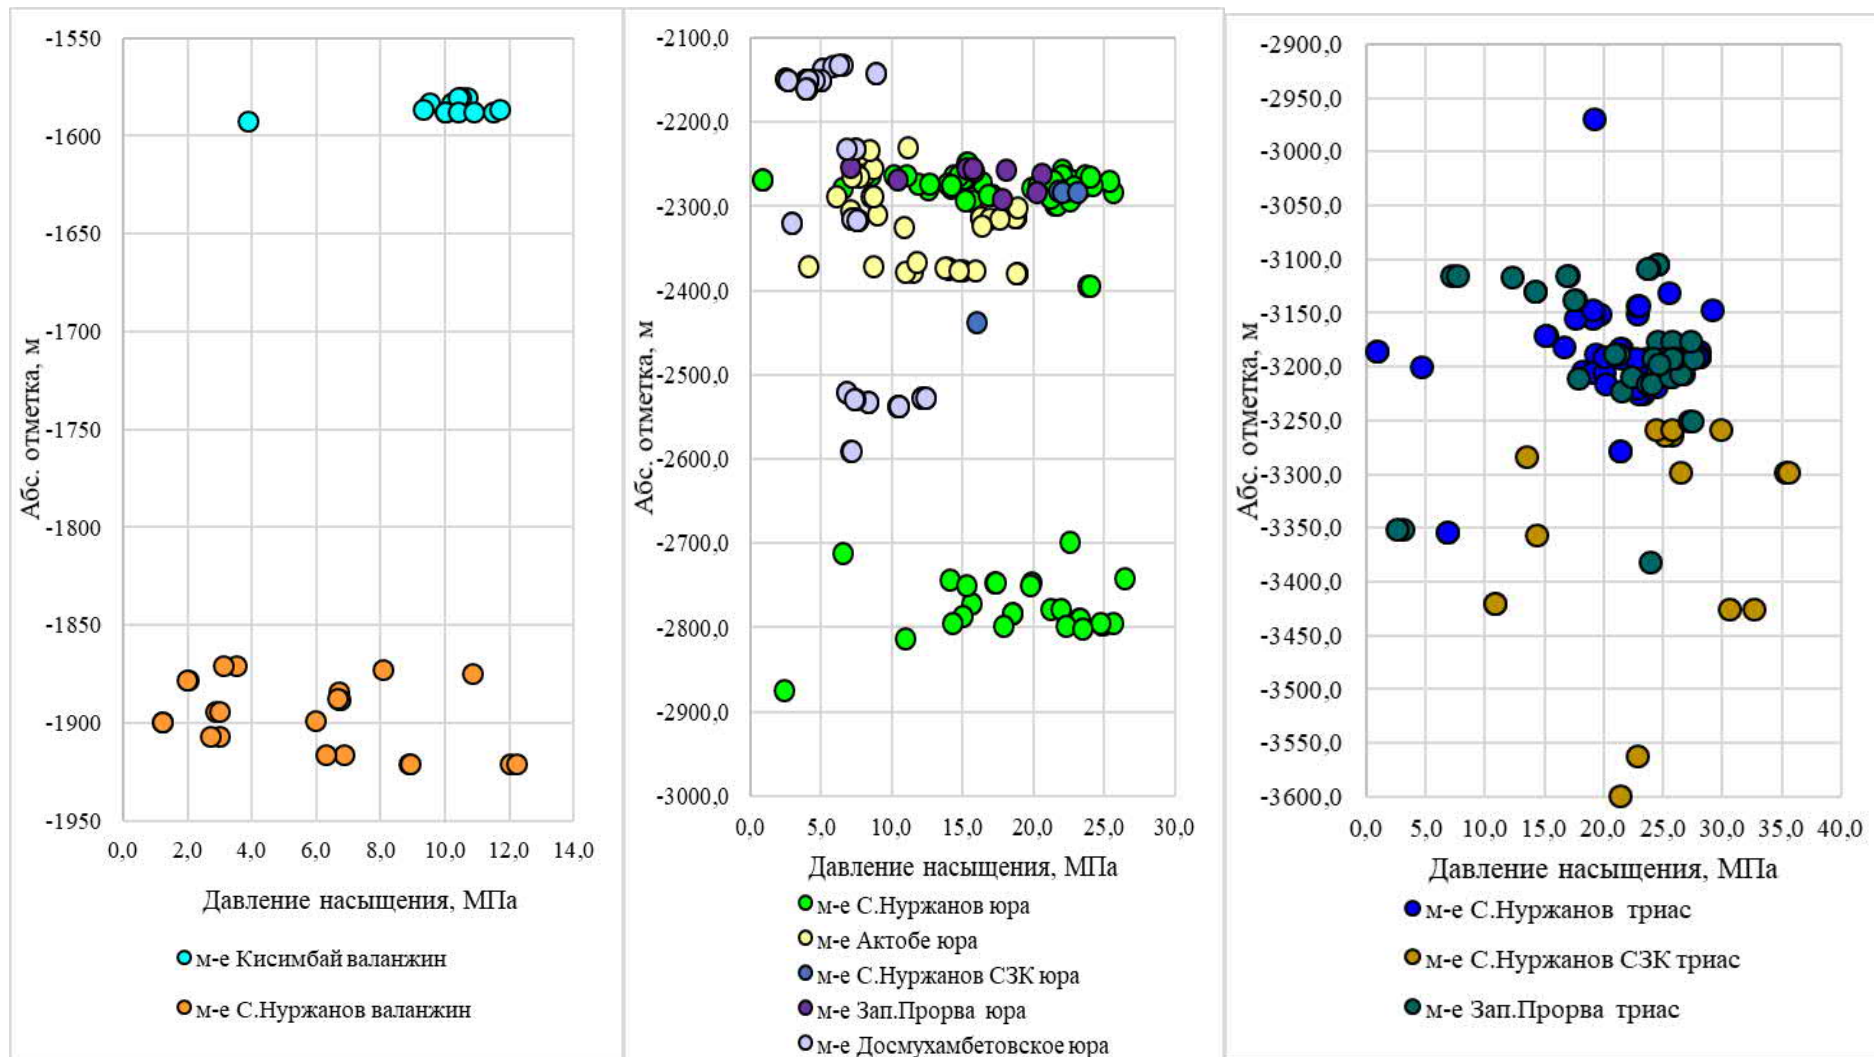 -1550
-1600
-1650
-1700
-1750
-1800
-1850
-1900
-1950
Абс. отметка, м
0,0 2,0 4,0 6,0 8,0 10,0 12,0 14,0
Давление насыщения, МПа
м-е Кисимбай валанжин
м-е С.Нуржанов валанжин
-2100,0
-2200,0
-2300,0
-2400,0
-2500,0
-2600,0
-2700,0
-2800,0
-2900,0
-3000,0
Абс. отметка, м
0,0 5,0 10,0 15,0 20,0 25,0 30,0
Давление насыщения, МПа
м-е С.Нуржанов юра
м-е Актобе юра
м-е С.Нуржанов СЗК юра
м-е Зап.Прорва юра
м-е Досмухамбетовское юра
-2900,0
-2950,0
-3000,0
-3050,0
-3100,0
-3150,0
-3200,0
-3250,0
-3300,0
-3350,0
-3400,0
-3450,0
-3500,0
-3550,0
-3600,0
Абс. отметка, м
0,0 5,0 10,0 15,0 20,0 25,0 30,0 35,0 40,0
Давление насыщения, МПа
м-е С.Нуржанов триас
м-е С.Нуржанов СЗК триас
м-е Зап.Прорва триас